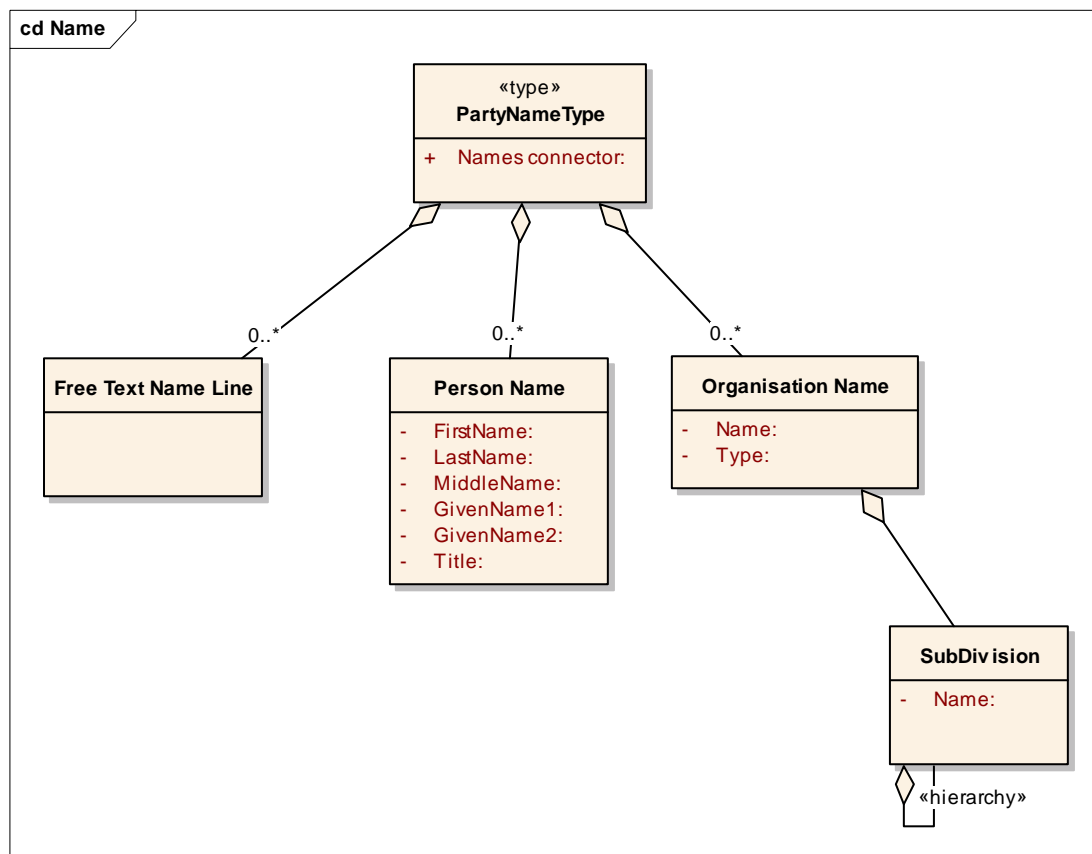 cd Name
«type»
PartyNameType
+ Names connector:
0..*
0..*
0..*
Free Text Name Line
Person Name
- FirstName:
- LastName:
- MiddleName:
- GivenName1:
- GivenName2:
- Title:
Organisation Name
- Name:
- Type:
SubDivision
- Name:
«hierarchy»